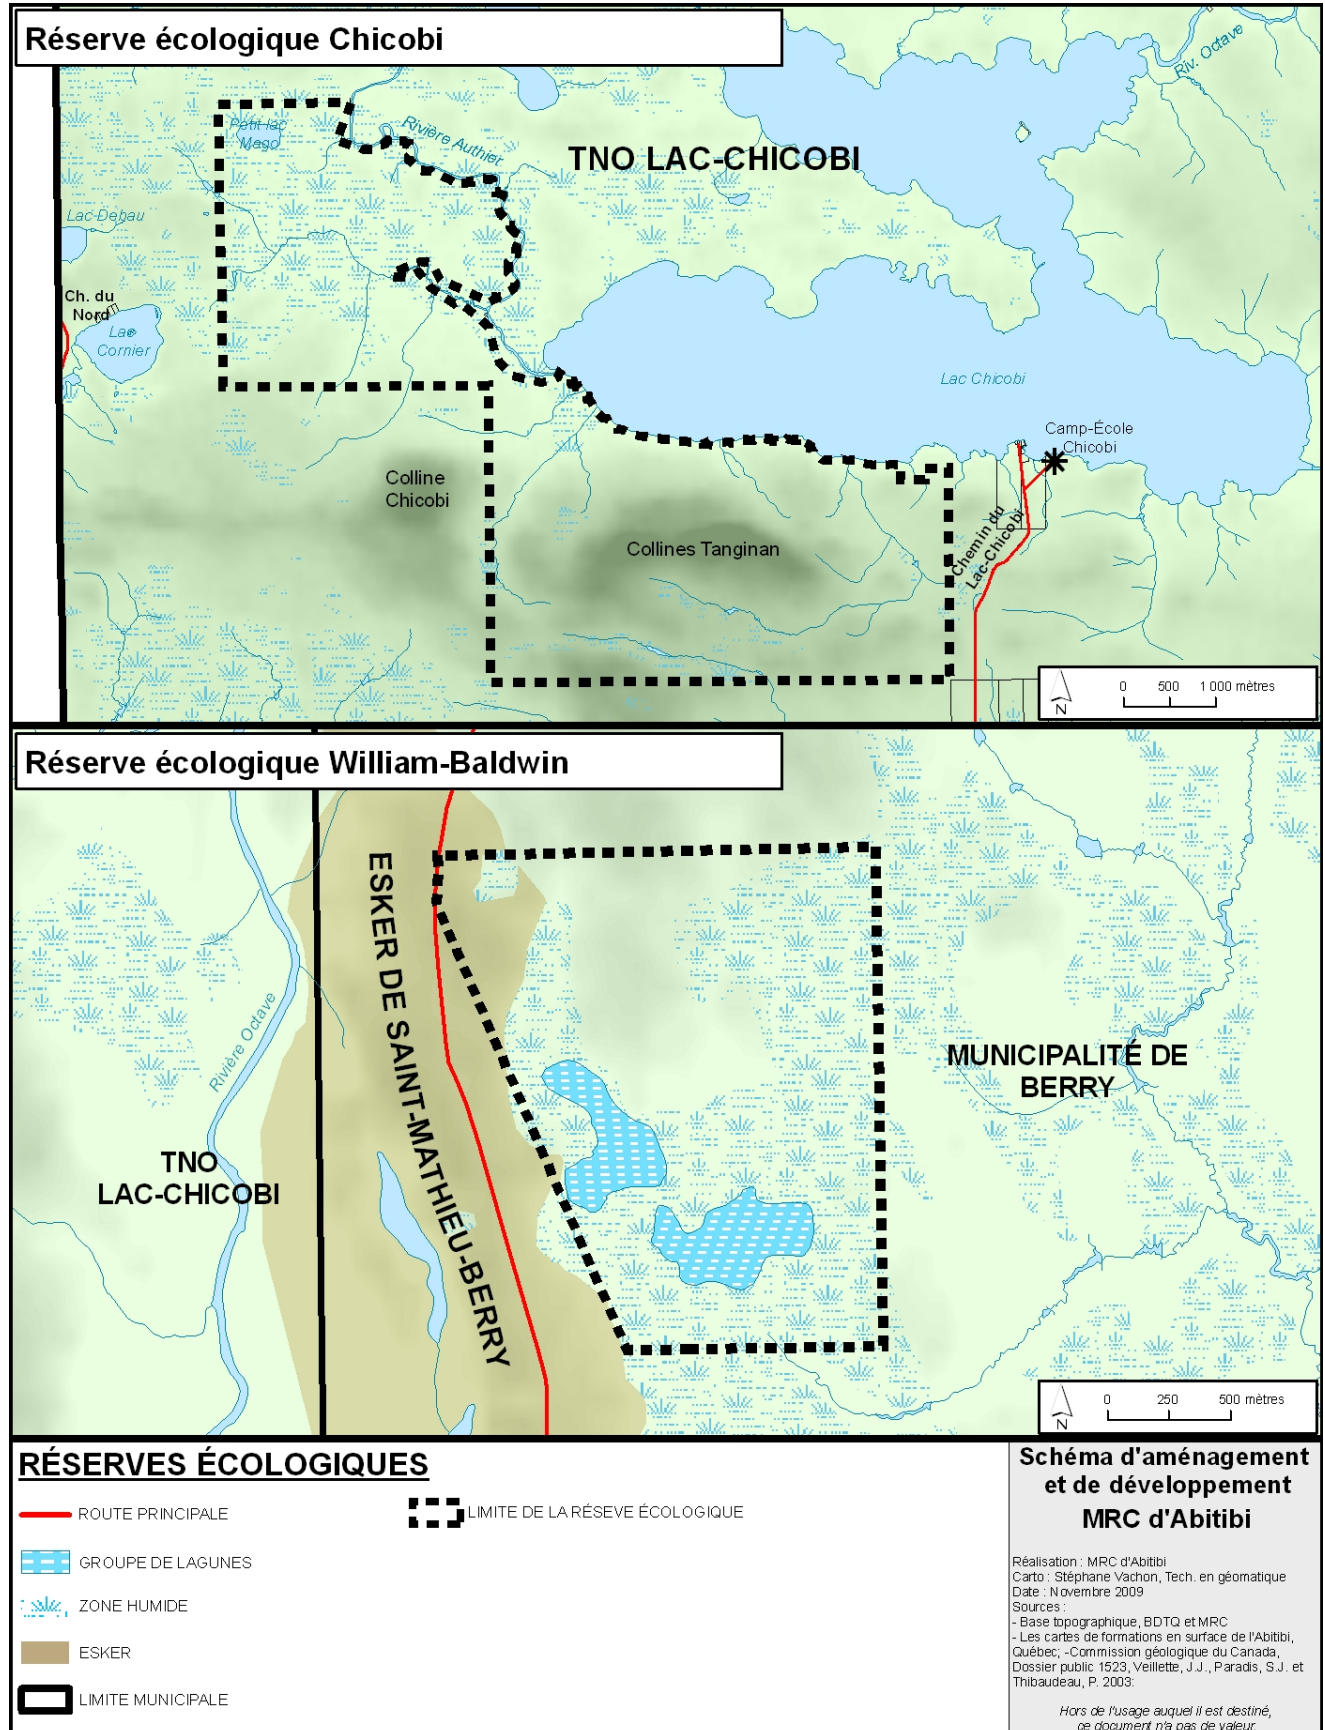 Réserve écologique Chicobi
Riv. Octave
Petit lac
Mago
Rivière Authier
TNO LAC-CHICOBI
Lac Debau
Ch. du
Nord
Lac
Cornier
Lac Chicobi
Camp-École
Chicobi
Colline
Chicobi
Collines Tanginan
Chemin du
Lac-Chicobi
N
0 500 1 000 mètres
Réserve écologique William-Baldwin
ESKER DE SAINT-MATHIEU-BERRY
Rivière Octave
MUNICIPALITÉ DE
BERRY
TNO
LAC-CHICOBI
N
0 250 500 mètres
RÉSERVES ÉCOLOGIQUES
ROUTE PRINCIPALE
LIMITE DE LA RÉSEVE ÉCOLOGIQUE
GROUPE DE LAGUNES
ZONE HUMIDE
ESKER
LIMITE MUNICIPALE
Schéma d'aménagement
et de développement
MRC d'Abitibi
Réalisation : MRC d'Abitibi
Carto : Stéphane Vachon, Tech. en géomatique
Date : Novembre 2009
Sources :
- Base topographique, BDTQ et MRC
- Les cartes de formations en surface de l'Abitibi,
Québec; -Commission géologique du Canada,
Dossier public 1523, Veillette, J.J., Paradis, S.J. et
Thibaudeau, P. 2003:
Hors de l'usage auquel il est destiné,
ce document n'a pas de valeur.